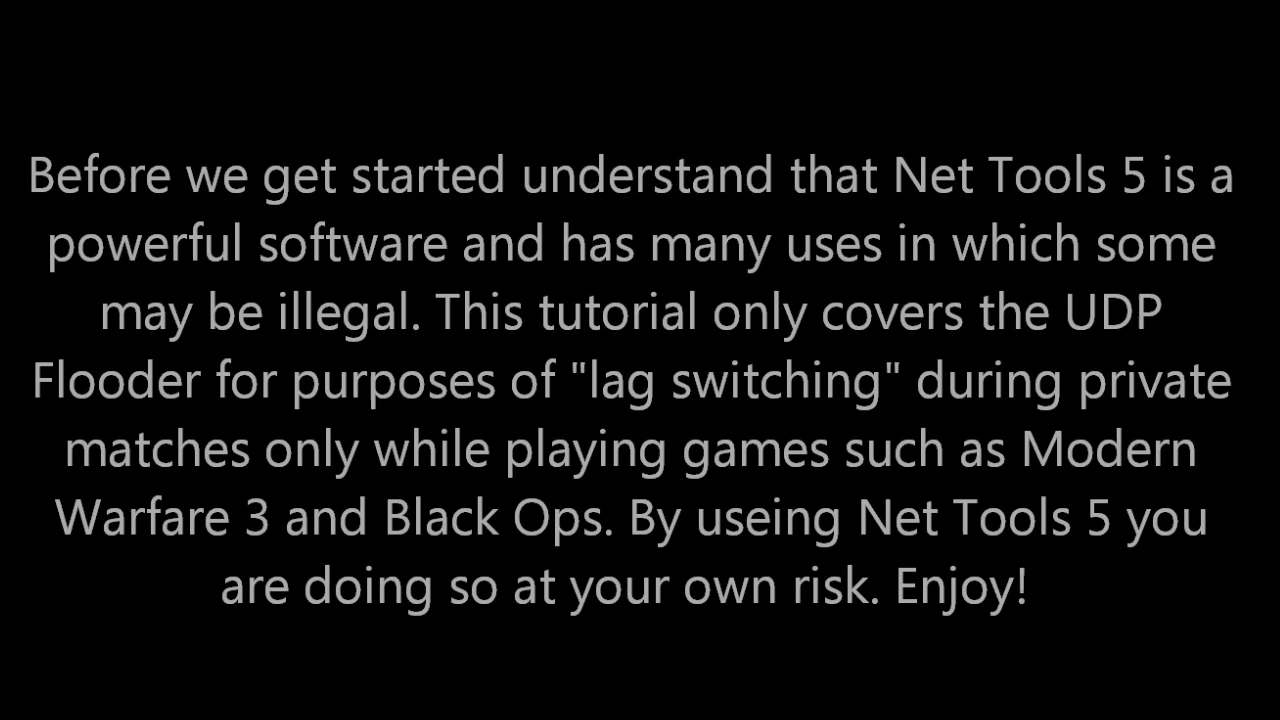 Before we get started understand that Net Tools 5 is a
powerful software and has many uses in which some
may be illegal. This tutorial only covers the UDP
Flooder for purposes of "lag switching" during private
matches only while playing games such as Modern
Warfare 3 and Black Ops. By useing Net Tools 5 you
are doing so at your own risk. Enjoy!